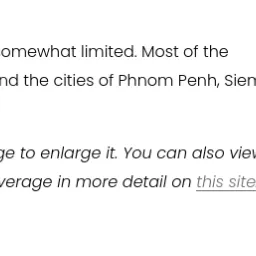 somewhat limited. Most of the
nd the cities of Phnom Penh, Siem
ge to enlarge it. You can also view
verage in more detail on this site.